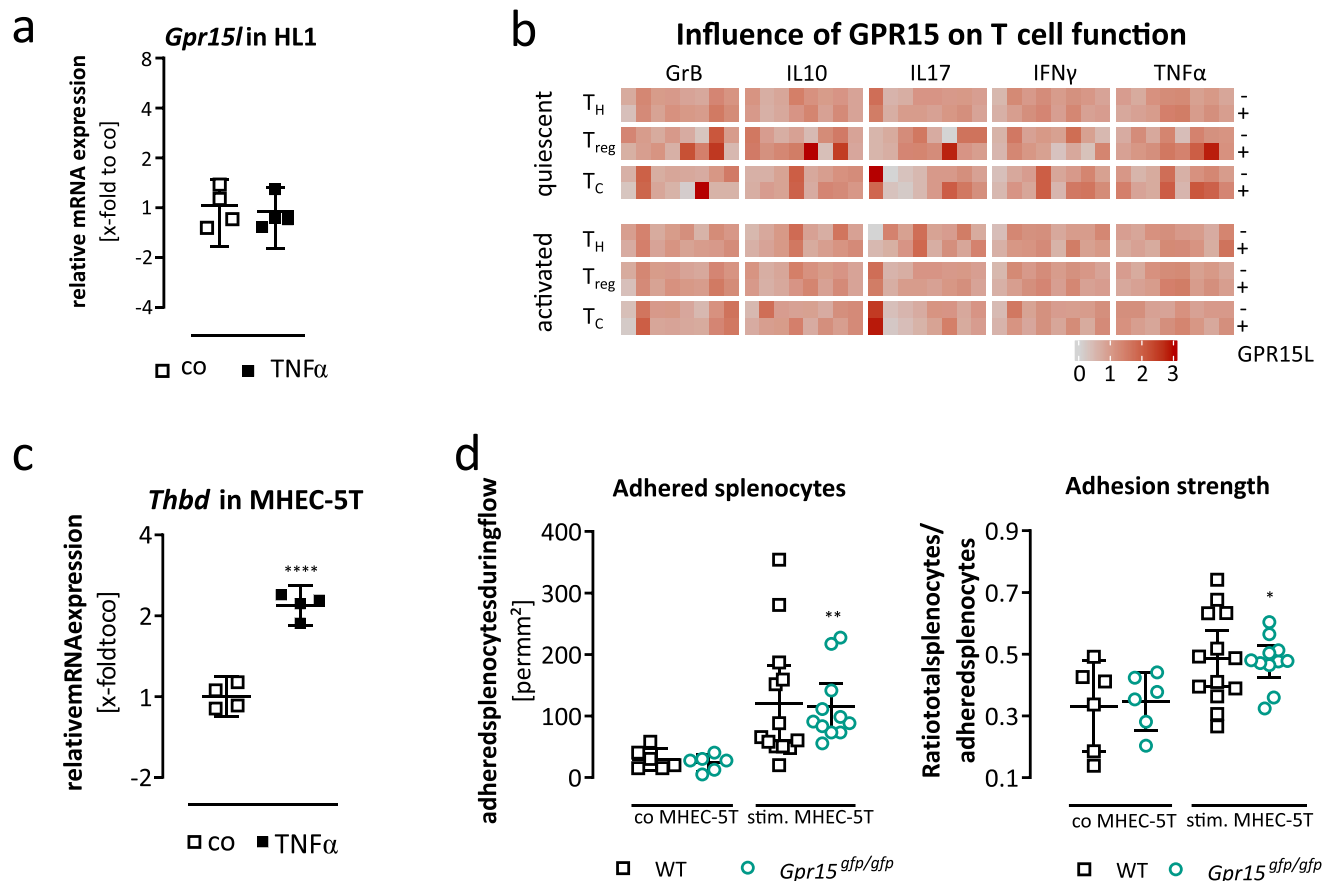 a
Gpr15l in HL1
relative mRNA expression
[x-fold to co]
8
4
2
1
-2
-4
co
TNFα
b
Influence of GPR15 on T cell function
GrB IL10 IL17 IFNγ TNFα
quiescent
TH
-
+
Treg
-
+
TC
-
+
activated
TH
-
+
Treg
-
+
TC
-
+
0 1 2 3
GPR15L
c
Thbd in MHEC-5T
relativemRNAexpression
[x-foldtoco]
4
2
1
-2
****
co
TNFα
d
Adhered splenocytes
adheredsplenocytesduringflow
[permm²]
400
300
200
100
0
**
co MHEC-5T stim. MHEC-5T
WT Gpr15 gfp/gfp
Adhesion strength
Ratiototalsplenocytes/
adheredsplenocytes
0.9
0.7
0.5
0.3
0.1
*
co MHEC-5T stim. MHEC-5T
WT Gpr15 gfp/gfp